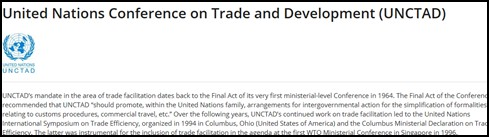 United Nations Conference on Trade and Development (UNCTAD)
UNITED NATIONS
UNCTAD
UNCTAD's mandate in the area of trade facilitation dates back to the Final Act of its very first ministerial-level Conference in 1964. The Final Act of the Conferenc
recommended that UNCTAD "should promote, within the United Nations family, arrangements for intergovernmental action for the simplification of formalities
relating to customs procedures, commercial travel, etc." Over the following years, UNCTAD's continued work on trade facilitation led to the United Nations
International Symposium on Trade Efficiency, organized in 1994 in Columbus, Ohio (United States of America) and the Columbus Ministerial Declaration on Trad
Efficiency. The latter was instrumental for the inclusion of trade facilitation in the agenda at the first WTO Ministerial Conference in Singapore in 1996.